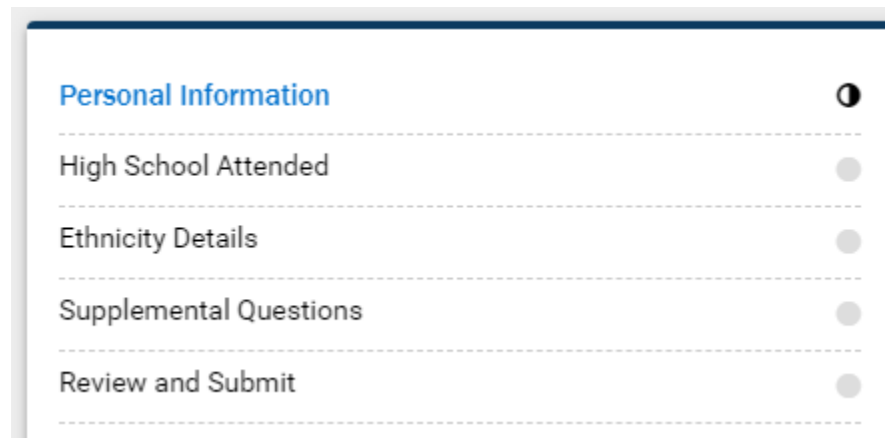 Personal Information
High School Attended
Ethnicity Details
Supplemental Questions
Review and Submit